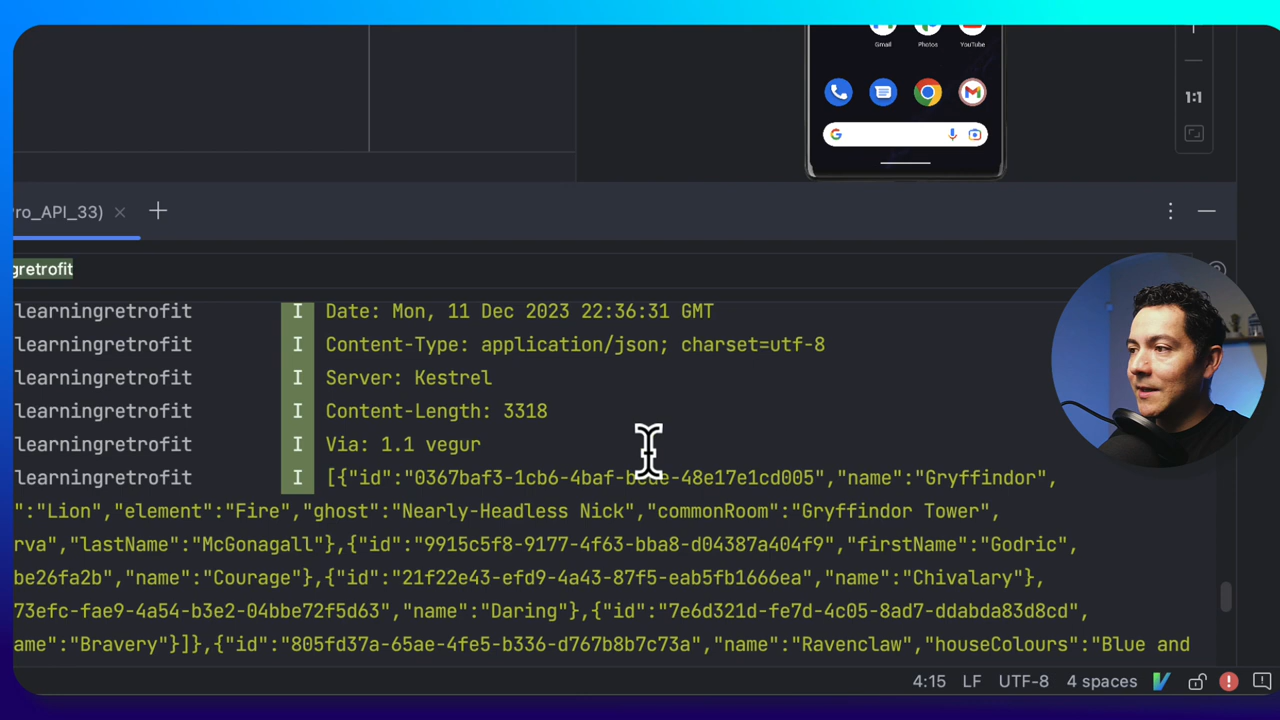 Gmail Photos YouTube
1:1
ro_API_33)
gretrofit
learningretrofit I Date: Mon, 11 Dec 2023 22:36:31 GMT
learningretrofit I Content-Type: application/json; charset=utf-8
learningretrofit I Server: Kestrel
learningretrofit I Content-Length: 3318
learningretrofit I Via: 1.1 vegur
learningretrofit I [{"id":"0367baf3-1cb6-4baf-bede-48e17e1cd005","name":"Gryffindor",
":"Lion","element":"Fire","ghost":"Nearly-Headless Nick","commonRoom":"Gryffindor Tower",
rva","lastName":"McGonagall"},{"id":"9915c5f8-9177-4f63-bba8-d04387a404f9","firstName":"Godric",
be26fa2b","name":"Courage"},{"id":"21f22e43-efd9-4a43-87f5-eab5fb1666ea","name":"Chivalary"},
73efc-fae9-4a54-b3e2-04bbe72f5d63","name":"Daring"},{"id":"7e6d321d-fe7d-4c05-8ad7-ddabda83d8cd",
ame":"Bravery"}]},{"id":"805fd37a-65ae-4fe5-b336-d767b8b7c73a","name":"Ravenclaw","houseColours":"Blue and
4:15 LF UTF-8 4 spaces